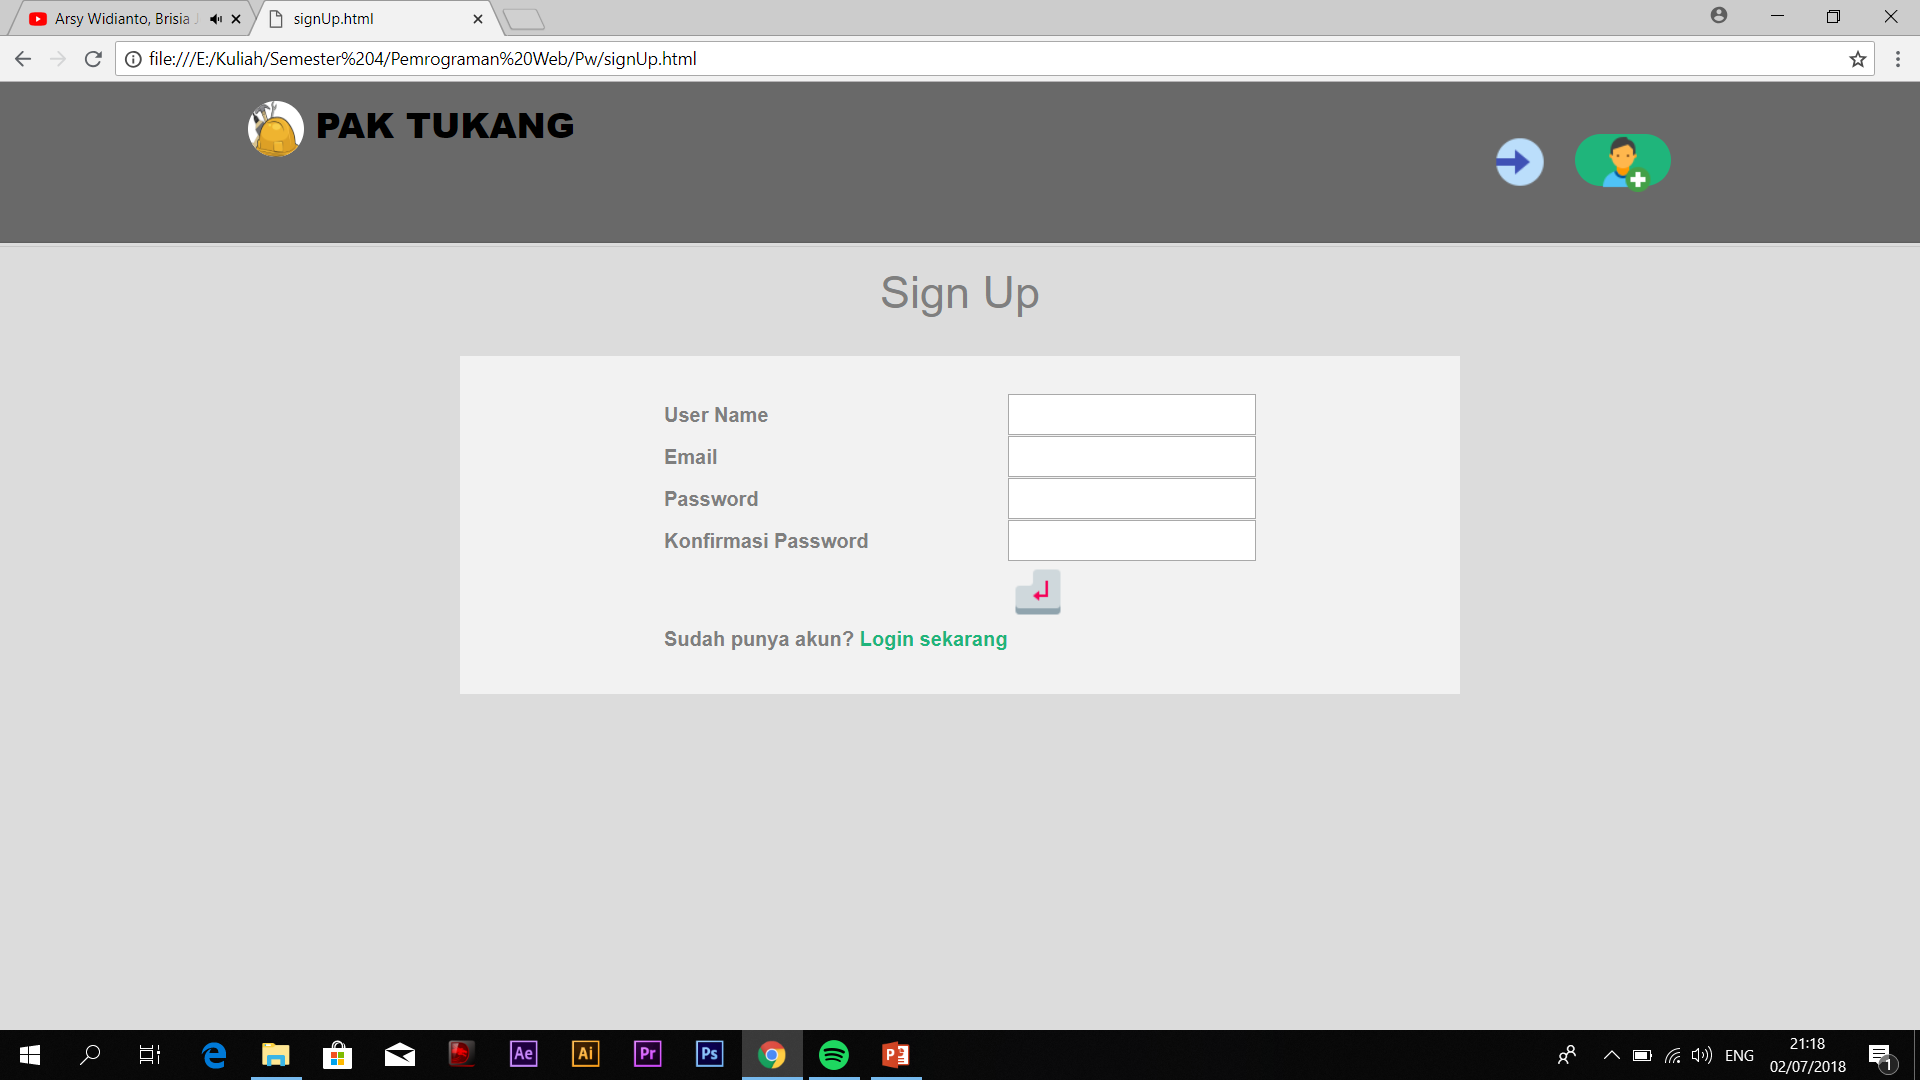 Arsy Widianto, Brisia J
signUp.html
file:///E:/Kuliah/Semester%204/Pemrograman%20Web/Pw/signUp.html
PAK TUKANG
Sign Up
User Name
Email
Password
Konfirmasi Password
Sudah punya akun? Login sekarang
Ae
Ai
Pr
Ps
P
ENG
21:18
02/07/2018
1